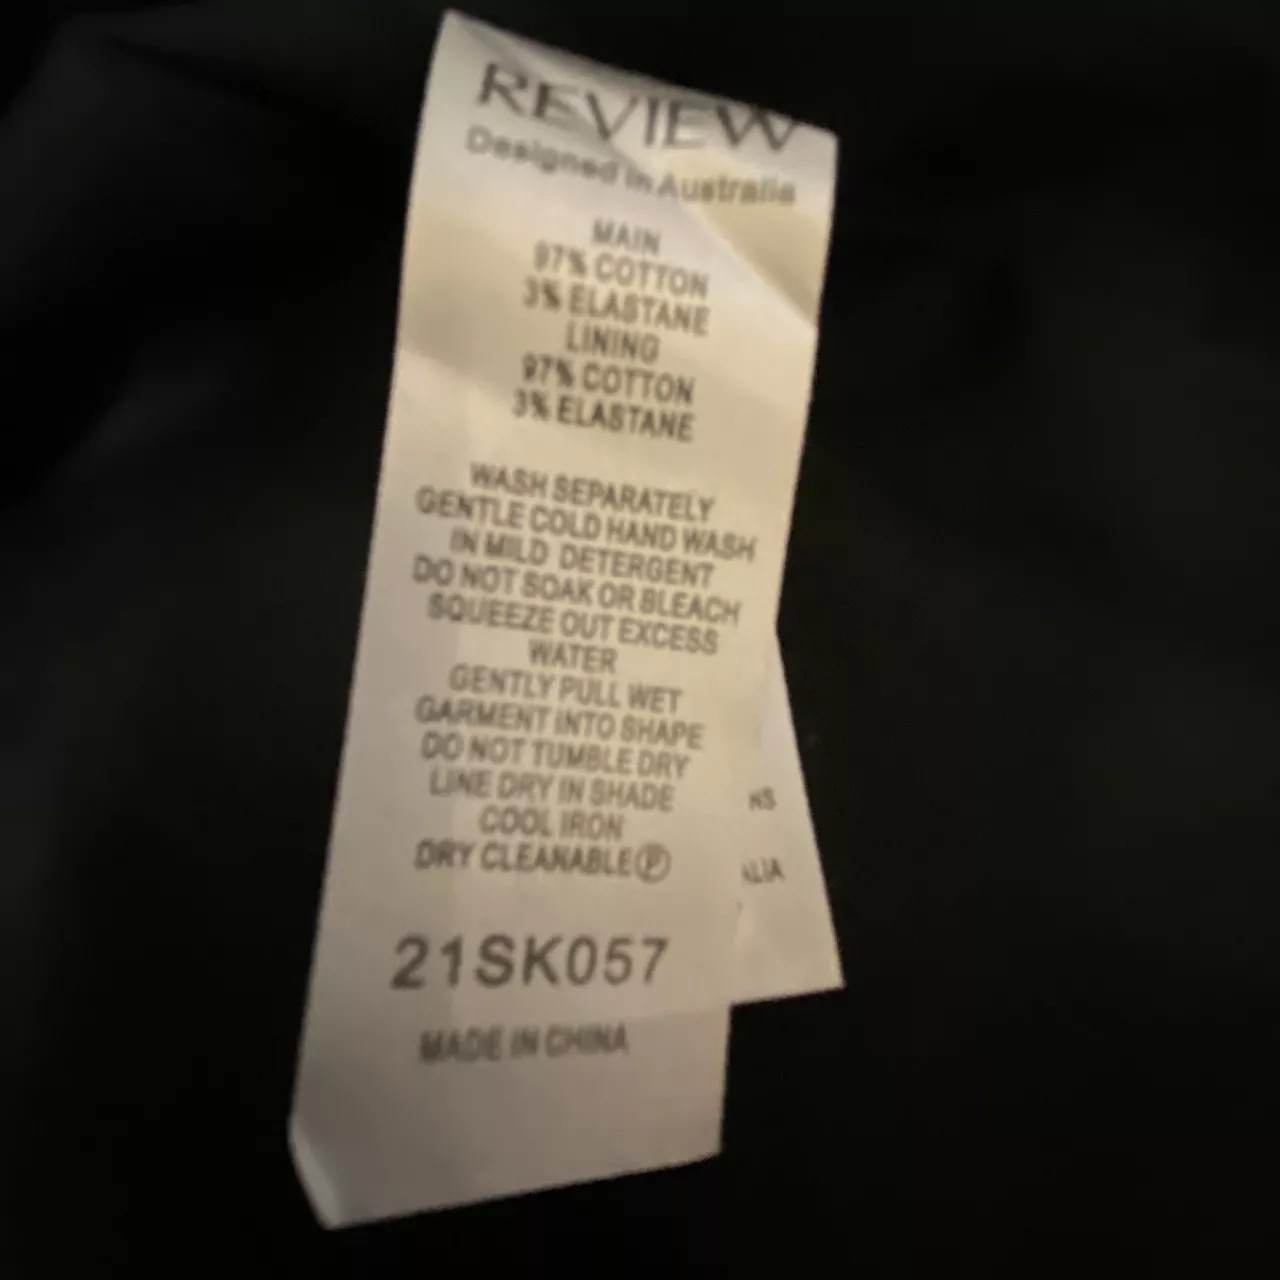 REVIEW
Designed in Australia
MAIN
97% COTTON
3% ELASTANE
LINING
97% COTTON
3% ELASTANE
WASH SEPARATELY
GENTLE COLD HAND WASH
IN MILD DETERGENT
DO NOT SOAK OR BLEACH
SQUEEZE OUT EXCESS
WATER
GENTLY PULL WET
GARMENT INTO SHAPE
DO NOT TUMBLE DRY
LINE DRY IN SHADE
COOL IRON
DRY CLEANABLE Ⓟ
21SK057
MADE IN CHINA
NS
ALIA